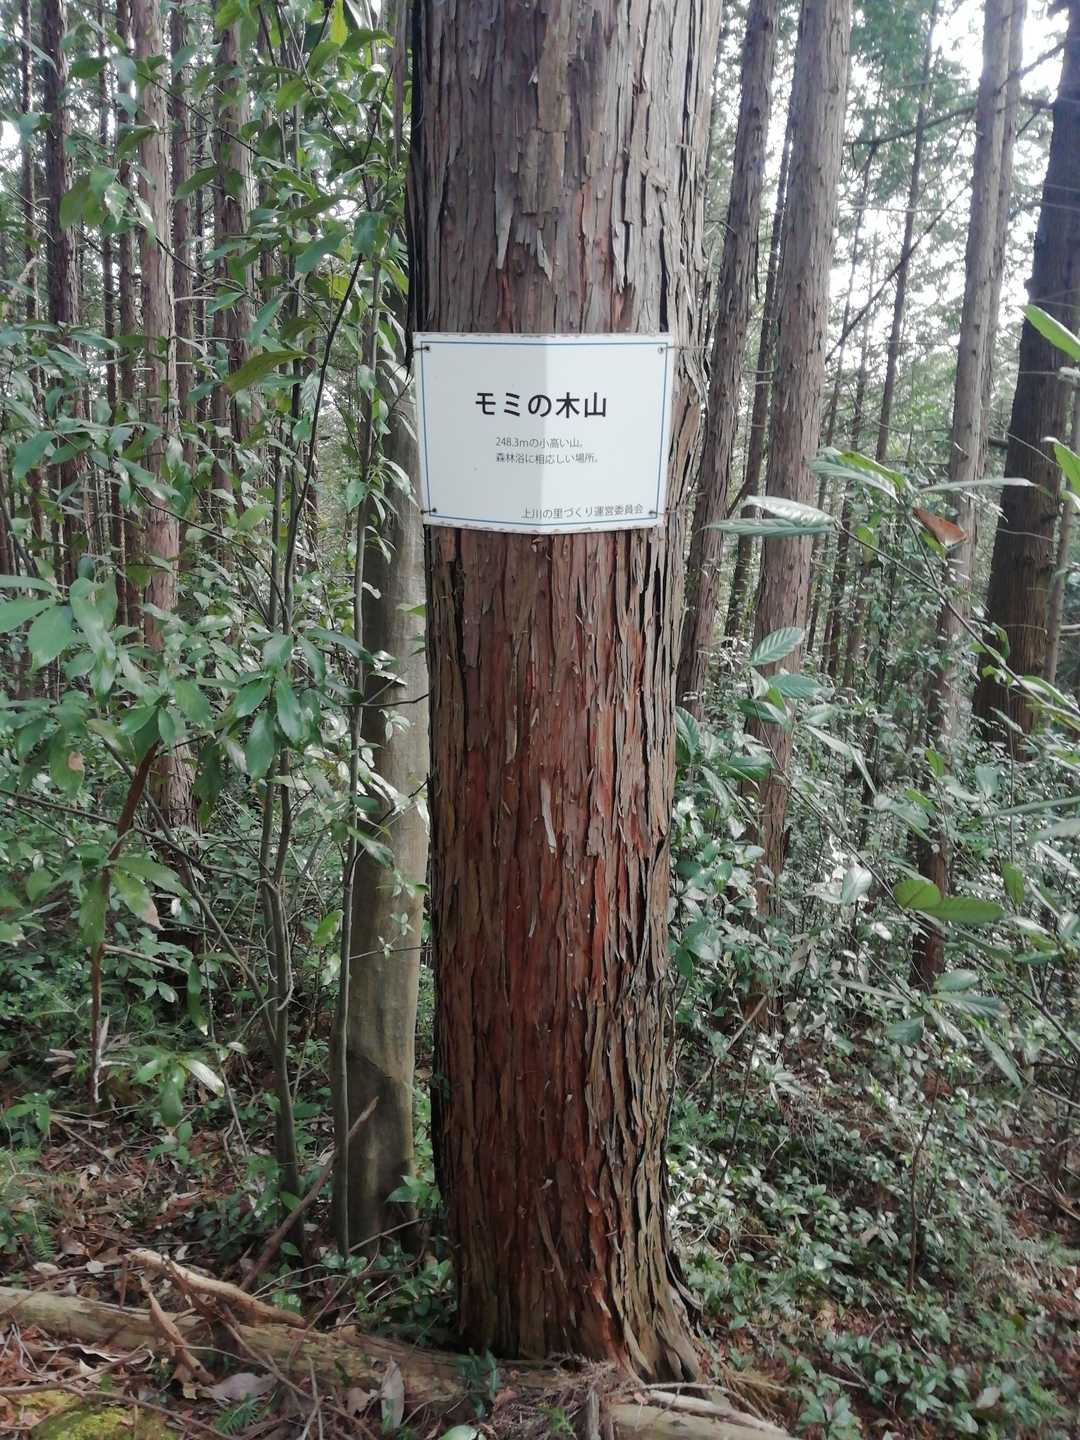 モミの木山
248.3mの小高い山。
森林浴に相応しい場所。
上川の里づくり運営委員会